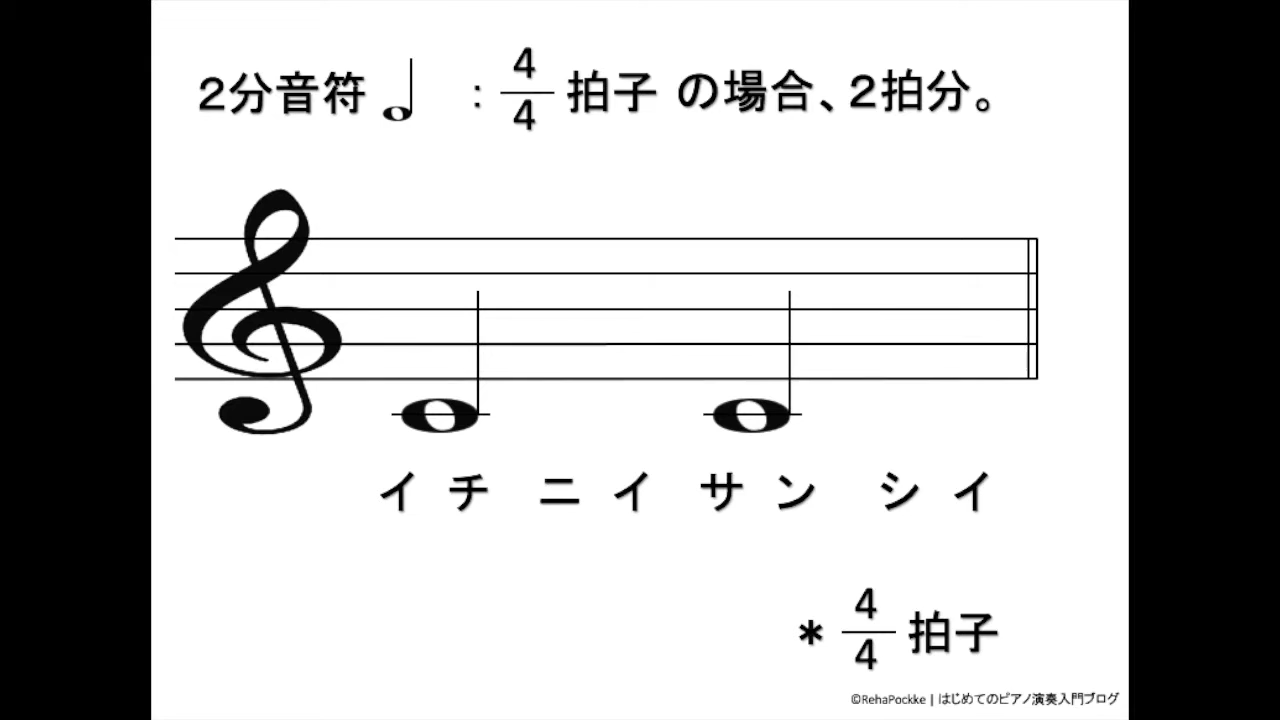 ２分音符 : 4/4 拍子 の場合、２拍分。
イ チ ニ イ サ ン シ イ
* 4/4 拍子
©RehaPockke | はじめてのピアノ演奏入門ブログ